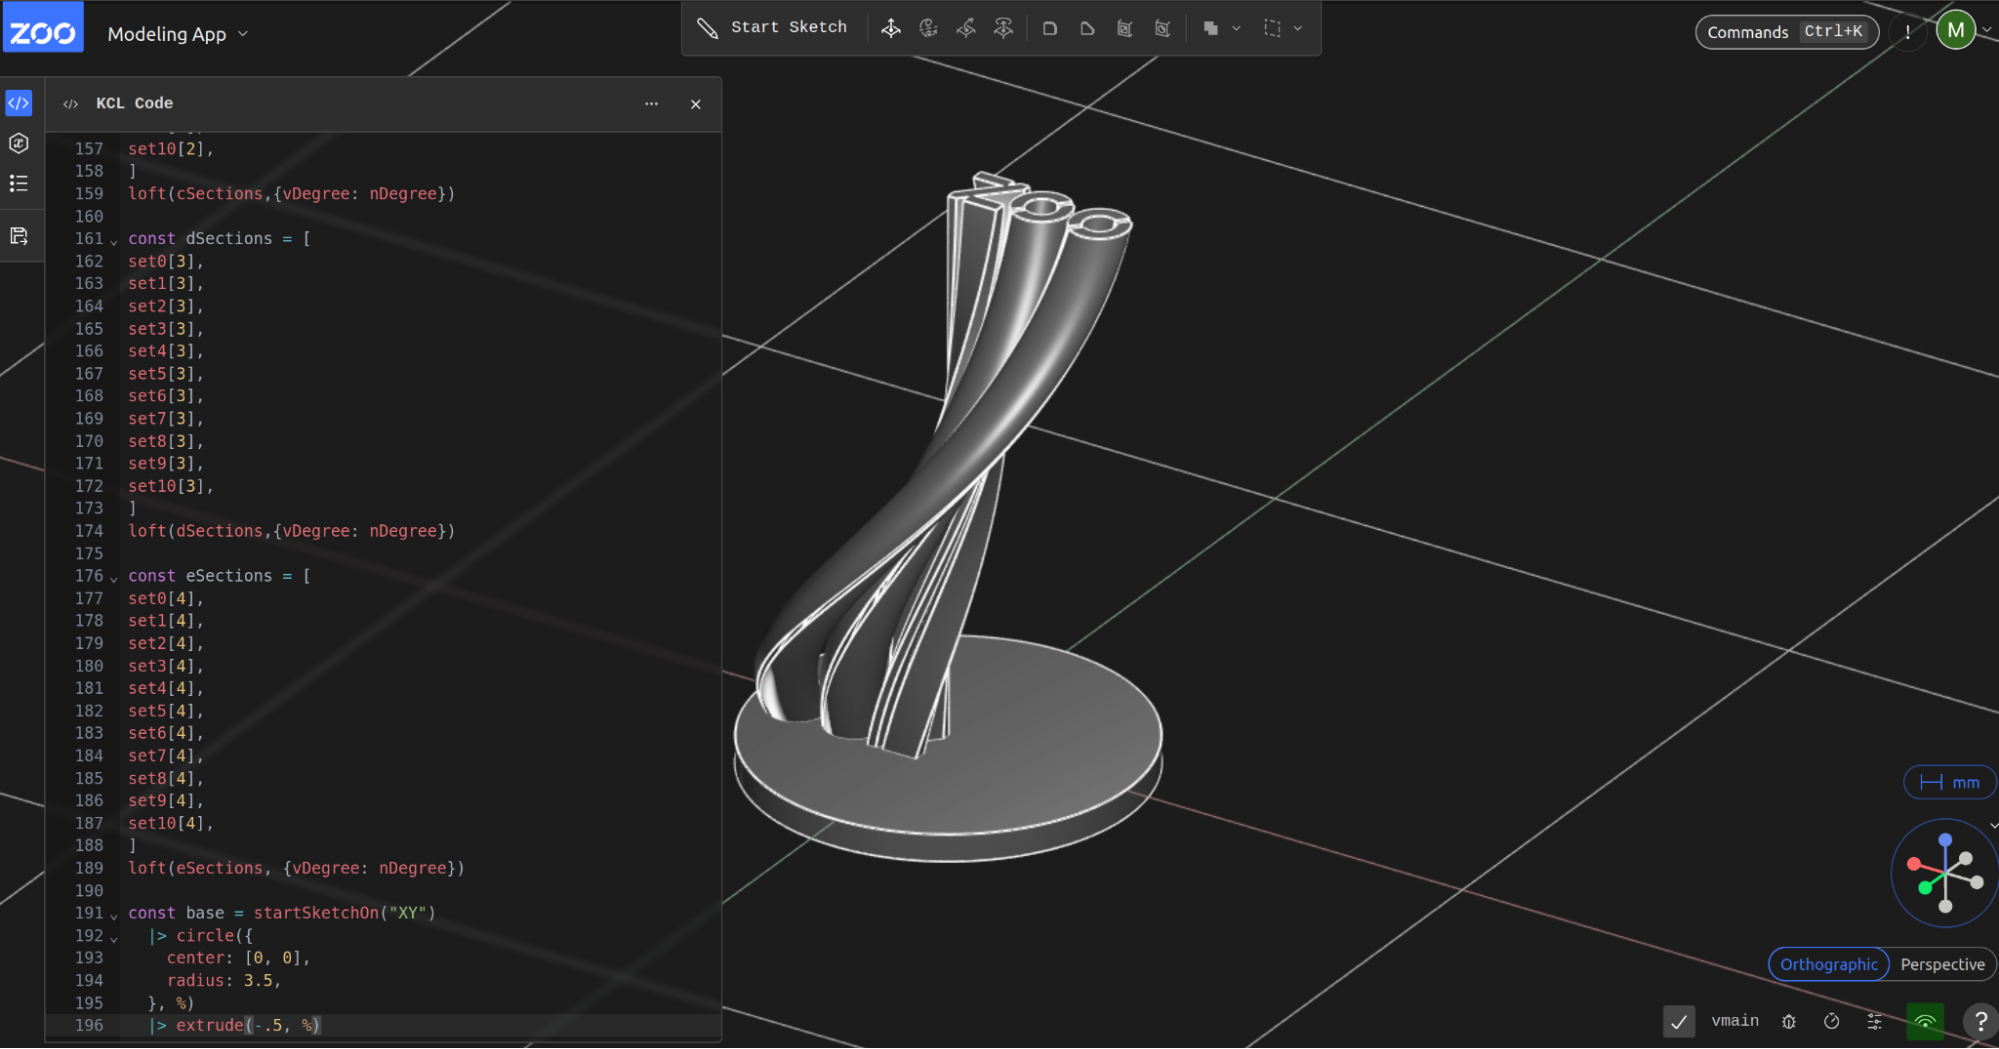 ZOO
Modeling App
Start Sketch
Commands Ctrl+K
!
M
KCL Code
157 set10[2],
158 ]
159 loft(cSections,{vDegree: nDegree})
160
161 const dSections = [
162 set0[3],
163 set1[3],
164 set2[3],
165 set3[3],
166 set4[3],
167 set5[3],
168 set6[3],
169 set7[3],
170 set8[3],
171 set9[3],
172 set10[3],
173 ]
174 loft(dSections,{vDegree: nDegree})
175
176 const eSections = [
177 set0[4],
178 set1[4],
179 set2[4],
180 set3[4],
181 set4[4],
182 set5[4],
183 set6[4],
184 set7[4],
185 set8[4],
186 set9[4],
187 set10[4],
188 ]
189 loft(eSections, {vDegree: nDegree})
190
191 const base = startSketchOn("XY")
192 |> circle({
193 center: [0, 0],
194 radius: 3.5,
195 }, %)
196 |> extrude(-.5, %)
mm
Orthographic Perspective
vmain
?